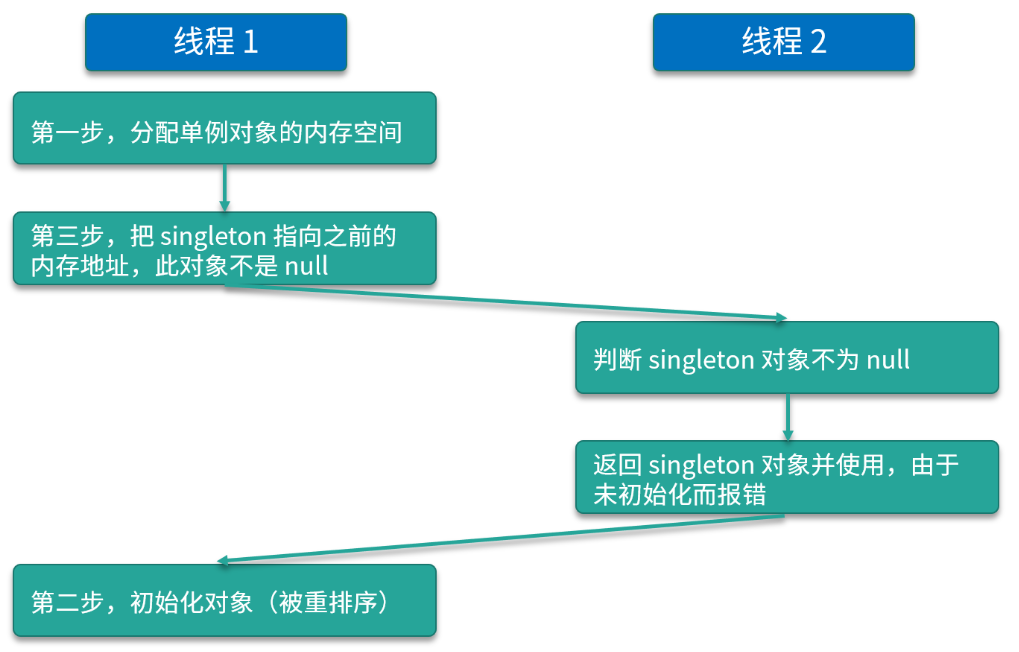 线程 1
线程 2
第一步，分配单例对象的内存空间
第三步，把 singleton 指向之前的
内存地址，此对象不是 null
判断 singleton 对象不为 null
返回 singleton 对象并使用，由于
未初始化而报错
第二步，初始化对象（被重排序）